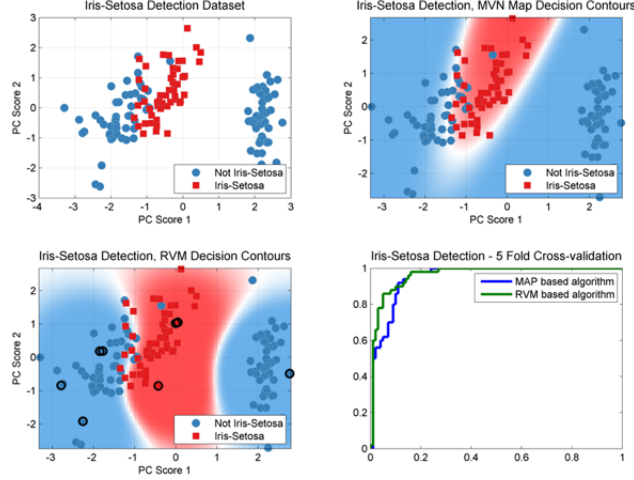 Iris-Setosa Detection Dataset
3
2
1
0
-1
-2
-3
PC Score 2
-4
-3
-2
-1
0
1
2
3
PC Score 1
Not Iris-Setosa
Iris-Setosa
Iris-Setosa Detection, MVN Map Decision Contours
2
1
0
-1
-2
PC Score 2
-3
-2
-1
0
1
2
PC Score 1
Not Iris-Setosa
Iris-Setosa
Iris-Setosa Detection, RVM Decision Contours
2
1
0
-1
-2
PC Score 2
-3
-2
-1
0
1
2
PC Score 1
Not Iris-Setosa
Iris-Setosa
Iris-Setosa Detection - 5 Fold Cross-validation
1
0.8
0.6
0.4
0.2
0
0
0.2
0.4
0.6
0.8
1
MAP based algorithm
RVM based algorithm